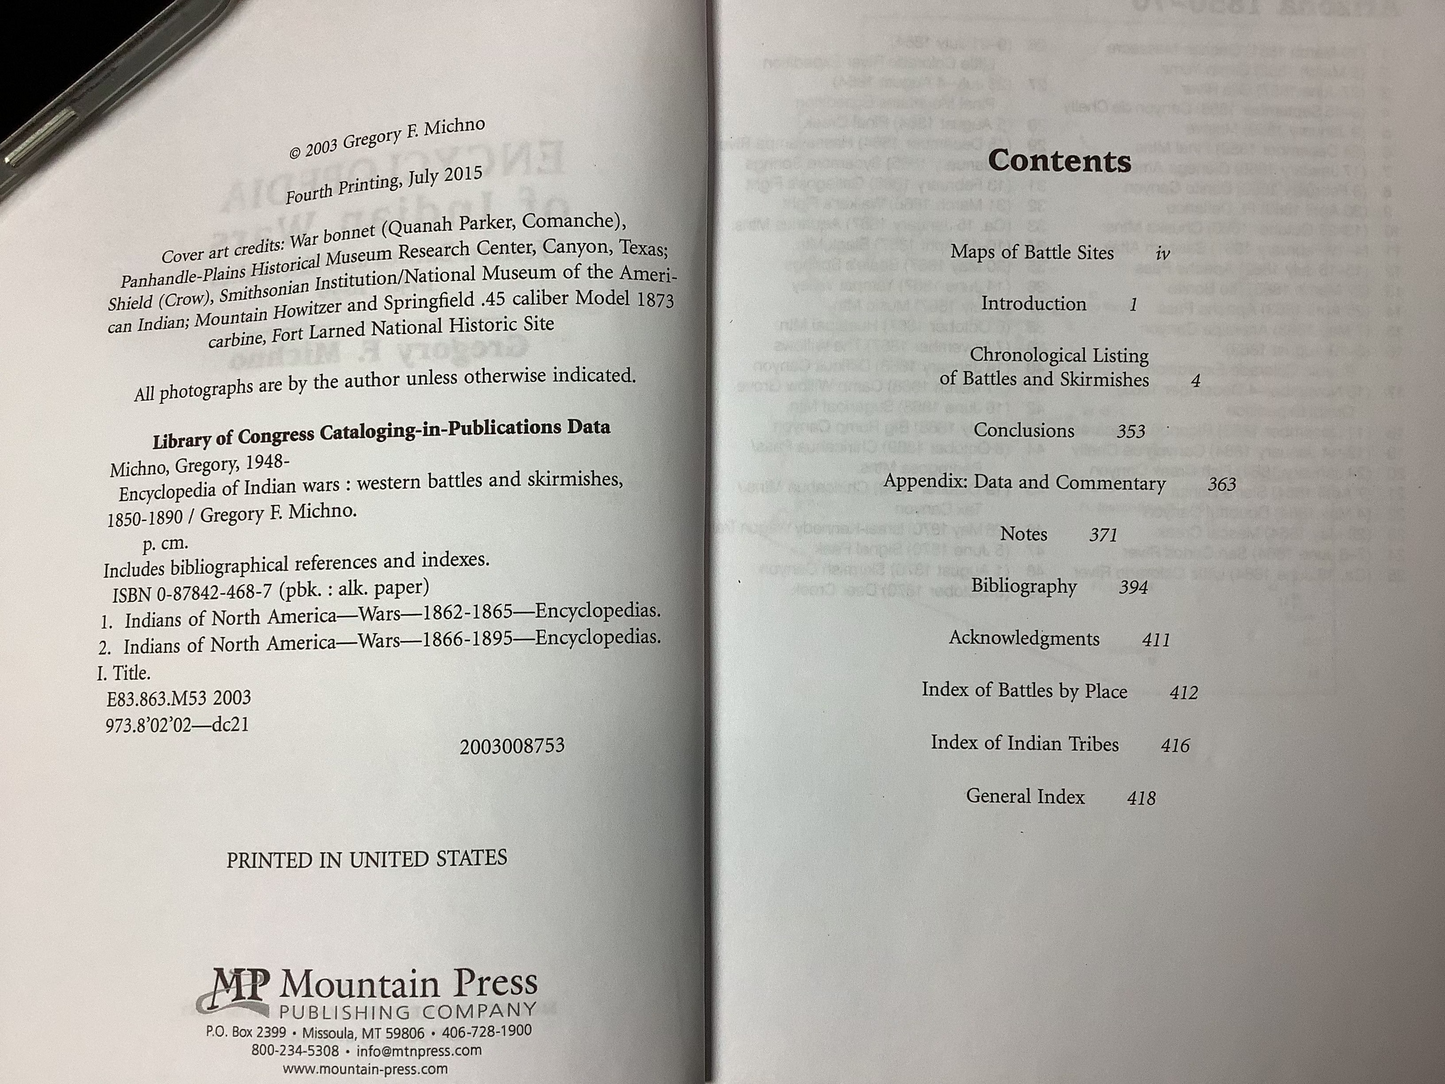 © 2003 Gregory F. Michno
Fourth Printing, July 2015
Cover art credits: War bonnet (Quanah Parker, Comanche),
Panhandle-Plains Historical Museum Research Center, Canyon, Texas;
Shield (Crow), Smithsonian Institution/National Museum of the Ameri-
can Indian; Mountain Howitzer and Springfield .45 caliber Model 1873
carbine, Fort Larned National Historic Site
All photographs are by the author unless otherwise indicated.
Library of Congress Cataloging-in-Publications Data
Michno, Gregory, 1948-
Encyclopedia of Indian wars : western battles and skirmishes,
1850-1890 / Gregory F. Michno.
p. cm.
Includes bibliographical references and indexes.
ISBN 0-87842-468-7 (pbk. : alk. paper)
1. Indians of North America—Wars—1862-1865—Encyclopedias.
2. Indians of North America—Wars—1866-1895—Encyclopedias.
I. Title.
E83.863.M53 2003
973.8'02'02—dc21
2003008753
PRINTED IN UNITED STATES
MP Mountain Press
PUBLISHING COMPANY
P.O. Box 2399 • Missoula, MT 59806 • 406-728-1900
800-234-5308 • info@mtnpress.com
www.mountain-press.com
Contents
Maps of Battle Sites iv
Introduction 1
Chronological Listing
of Battles and Skirmishes 4
Conclusions 353
Appendix: Data and Commentary 363
Notes 371
Bibliography 394
Acknowledgments 411
Index of Battles by Place 412
Index of Indian Tribes 416
General Index 418